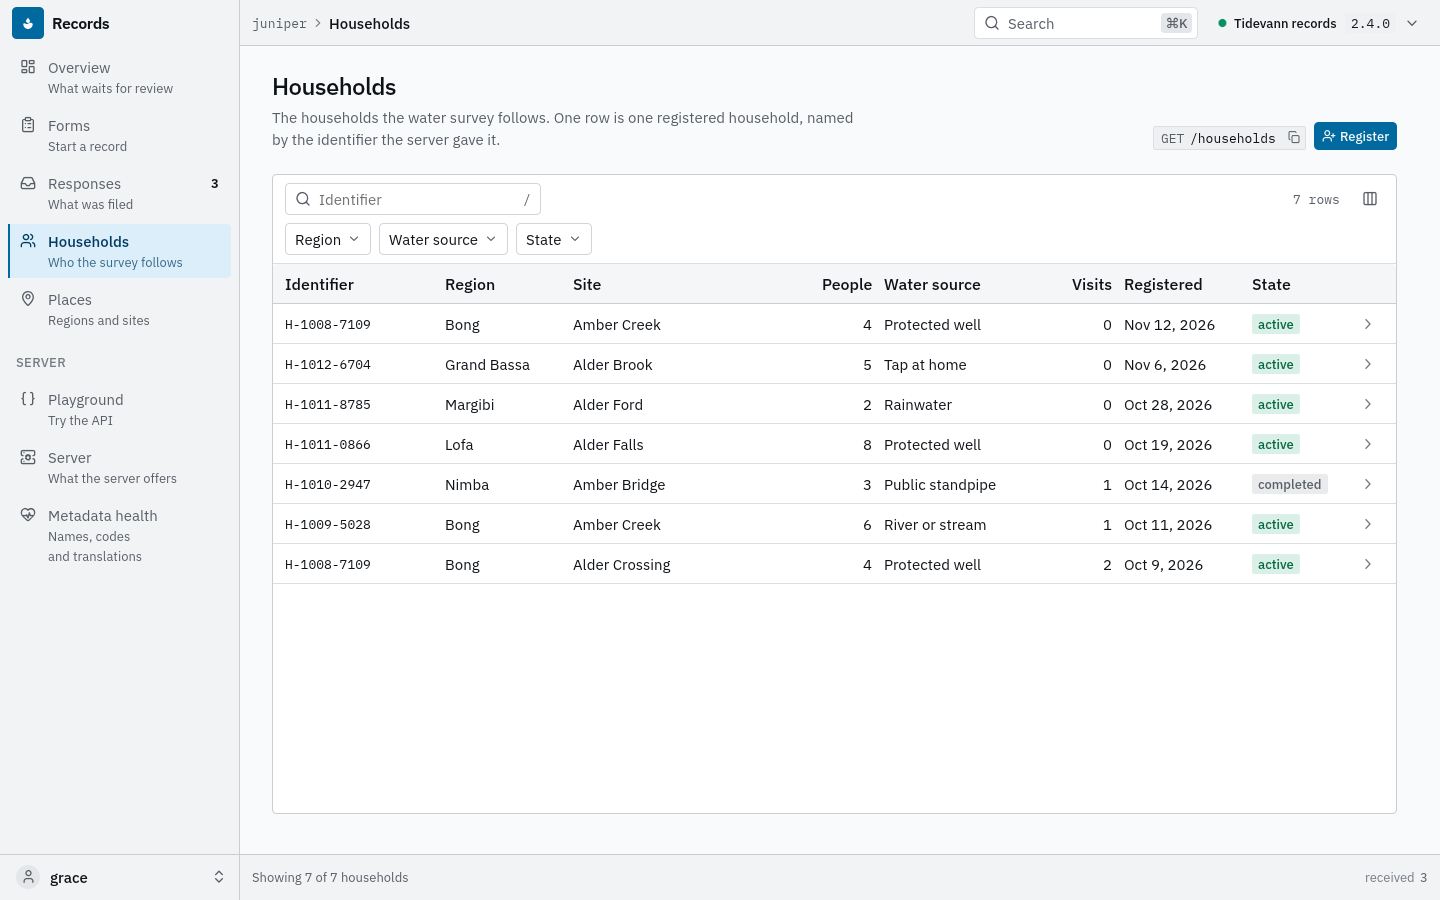 Records
juniper > Households
Search ⌘K
Tidevann records 2.4.0
Overview
What waits for review
Forms
Start a record
Responses 3
What was filed
Households
Who the survey follows
Places
Regions and sites
SERVER
Playground
Try the API
Server
What the server offers
Metadata health
Names, codes
and translations
grace
Households
The households the water survey follows. One row is one registered household, named
by the identifier the server gave it.
GET /households
Register
Identifier /
7 rows
Region Water source State
Identifier Region Site People Water source Visits Registered State
H-1008-7109 Bong Amber Creek 4 Protected well 0 Nov 12, 2026 active
H-1012-6704 Grand Bassa Alder Brook 5 Tap at home 0 Nov 6, 2026 active
H-1011-8785 Margibi Alder Ford 2 Rainwater 0 Oct 28, 2026 active
H-1011-0866 Lofa Alder Falls 8 Protected well 0 Oct 19, 2026 active
H-1010-2947 Nimba Amber Bridge 3 Public standpipe 1 Oct 14, 2026 completed
H-1009-5028 Bong Amber Creek 6 River or stream 1 Oct 11, 2026 active
H-1008-7109 Bong Alder Crossing 4 Protected well 2 Oct 9, 2026 active
Showing 7 of 7 households
received 3